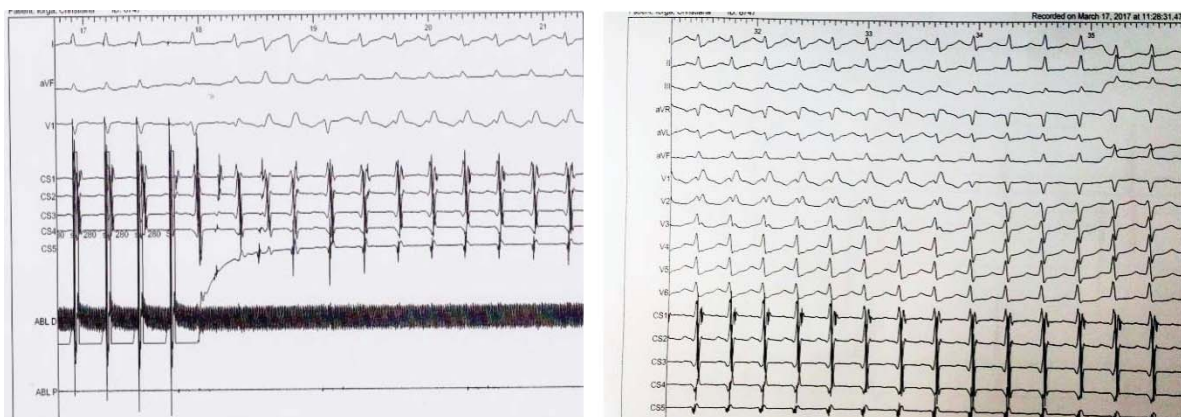 17 18 19 20 21
I
aVF
V1
CS1
CS2
CS3
CS4
280 280 280
CS5
ABL D
ABL P
Recorded on March 17, 2017 at 11:28:31.47
32 33 34 35
I
II
III
aVR
aVL
aVF
V1
V2
V3
V4
V5
V6
CS1
CS2
CS3
CS4
CS5